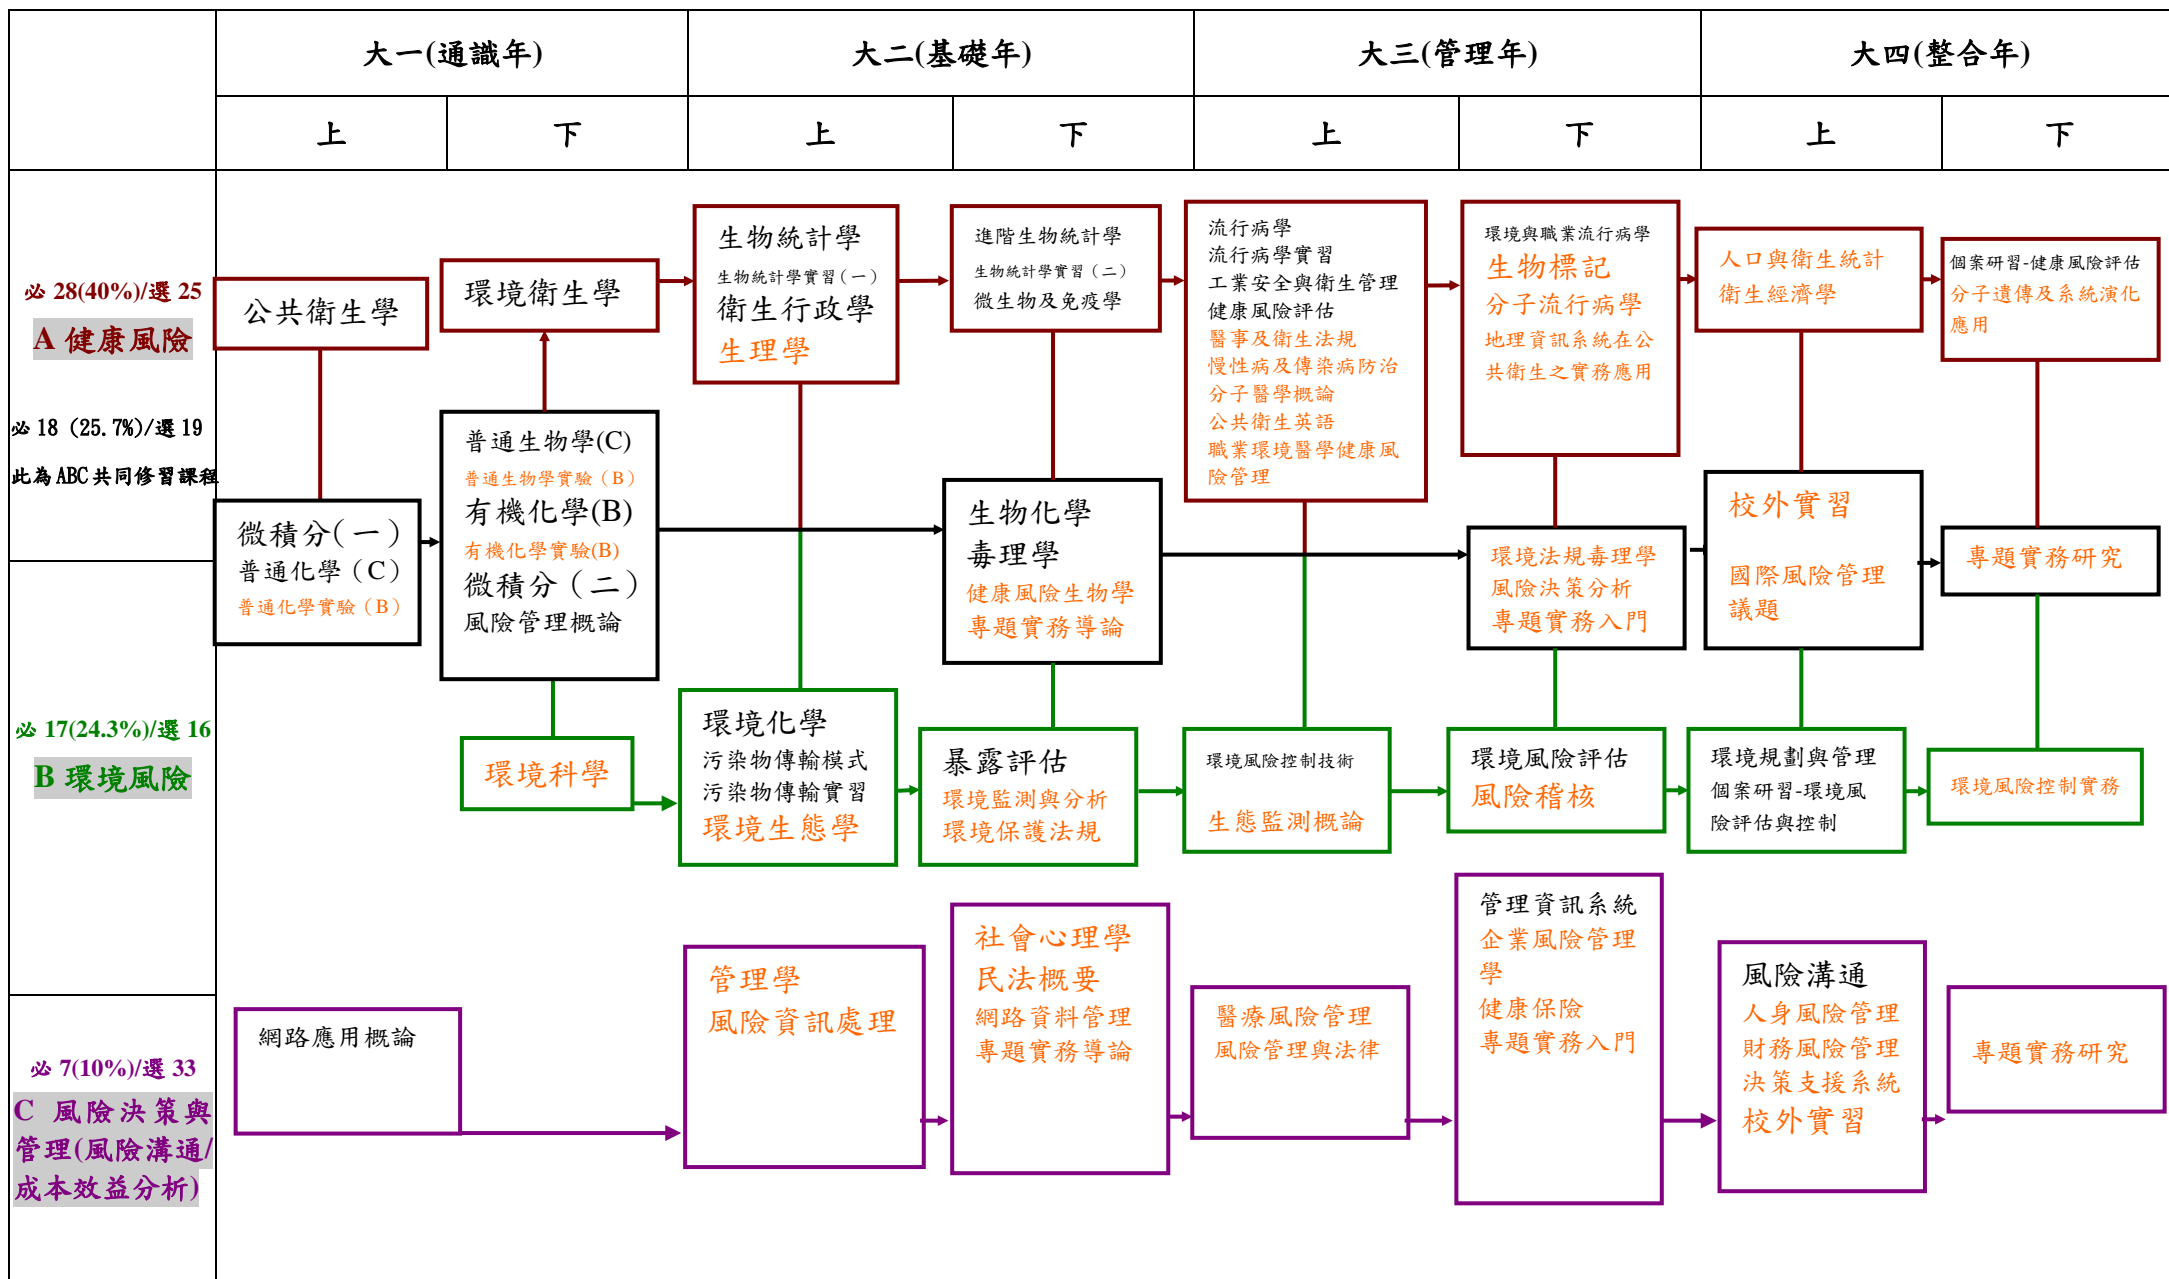 大一(通識年)
大二(基礎年)
大三(管理年)
大四(整合年)
上
下
上
下
上
下
上
下
必 28(40%)/選 25
A 健康風險
必 18 (25.7%)/選 19
此為 ABC 共同修習課程
必 17(24.3%)/選 16
B 環境風險
必 7(10%)/選 33
C 風險決策與
管理(風險溝通/
成本效益分析)
公共衛生學
環境衛生學
生物統計學
生物統計學實習(一)
衛生行政學
生理學
進階生物統計學
生物統計學實習(二)
微生物及免疫學
流行病學
流行病學實習
工業安全與衛生管理
健康風險評估
醫事及衛生法規
慢性病及傳染病防治
分子醫學概論
公共衛生英語
職業環境醫學健康風
險管理
環境與職業流行病學
生物標記
分子流行病學
地理資訊系統在公
共衛生之實務應用
人口與衛生統計
衛生經濟學
個案研習-健康風險評估
分子遺傳及系統演化
應用
微積分(一)
普通化學(C)
普通化學實驗(B)
普通生物學(C)
普通生物學實驗(B)
有機化學(B)
有機化學實驗(B)
微積分(二)
風險管理概論
生物化學
毒理學
健康風險生物學
專題實務導論
環境法規毒理學
風險決策分析
專題實務入門
校外實習
國際風險管理
議題
專題實務研究
環境科學
環境化學
污染物傳輸模式
污染物傳輸實習
環境生態學
暴露評估
環境監測與分析
環境保護法規
環境風險控制技術
生態監測概論
環境風險評估
風險稽核
環境規劃與管理
個案研習-環境風
險評估與控制
環境風險控制實務
網路應用概論
管理學
風險資訊處理
社會心理學
民法概要
網路資料管理
專題實務導論
醫療風險管理
風險管理與法律
管理資訊系統
企業風險管理
學
健康保險
專題實務入門
風險溝通
人身風險管理
財務風險管理
決策支援系統
校外實習
專題實務研究